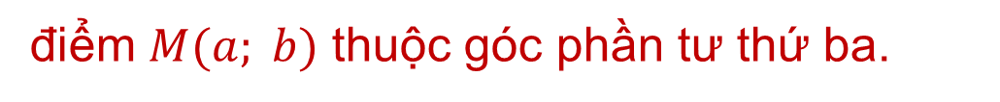 điểm 𝑀(𝑎; 𝑏) thuộc góc phần tư thứ ba.